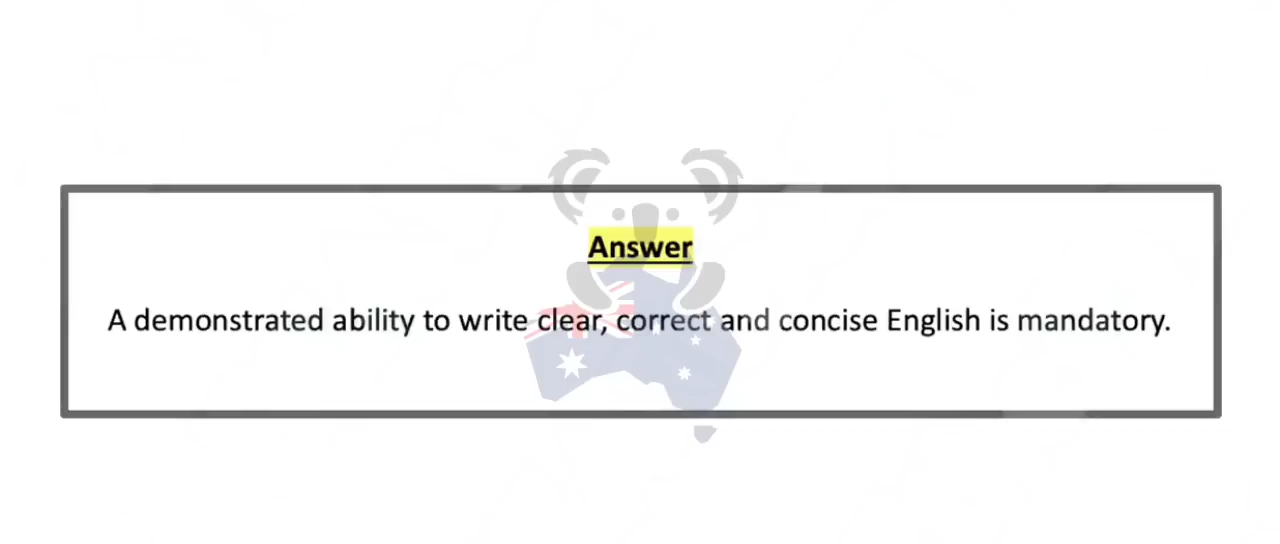 Answer
A demonstrated ability to write clear, correct and concise English is mandatory.